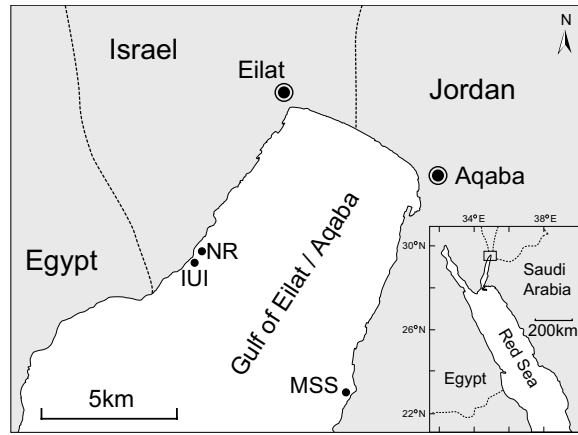 N
Israel
Eilat
Jordan
Aqaba
Egypt
NR
IUI
Gulf of Eilat / Aqaba
MSS
5km
34°E
38°E
30°N
26°N
22°N
Saudi
Arabia
200km
Red Sea
Egypt